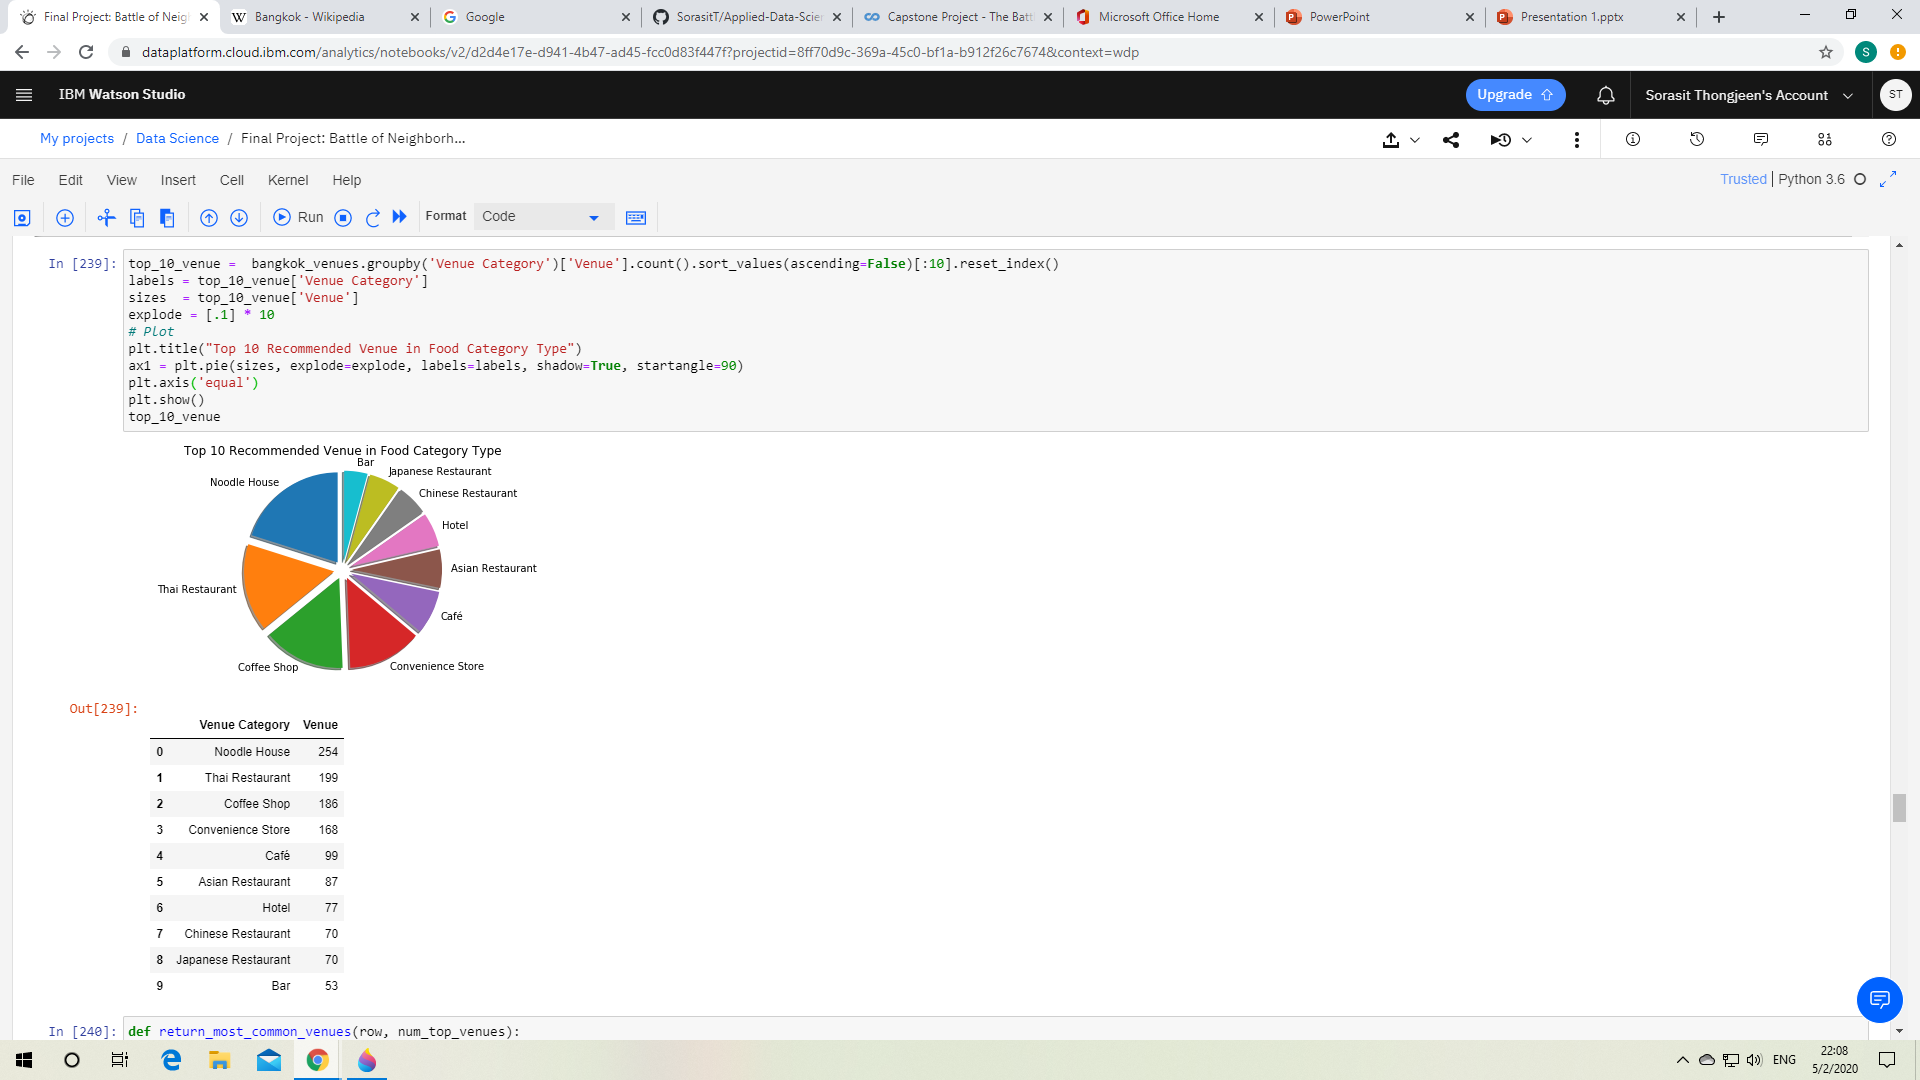 Final Project: Battle of Neigh
Bangkok - Wikipedia
Google
SorasitT/Applied-Data-Scien
Capstone Project - The Batt
Microsoft Office Home
PowerPoint
Presentation 1.pptx
dataplatform.cloud.ibm.com/analytics/notebooks/v2/d2d4e17e-d941-4b47-ad45-fcc0d83f447f?projectid=8ff70d9c-369a-45c0-bf1a-b912f26c7674&context=wdp
S
IBM Watson Studio
Upgrade
Sorasit Thongjeen's Account
ST
My projects / Data Science / Final Project: Battle of Neighborh...
File Edit View Insert Cell Kernel Help
Trusted | Python 3.6
Run
Format
Code
In [239]:
top_10_venue =  bangkok_venues.groupby('Venue Category')['Venue'].count().sort_values(ascending=False)[:10].reset_index()
labels = top_10_venue['Venue Category']
sizes  = top_10_venue['Venue']
explode = [.1] * 10
# Plot
plt.title("Top 10 Recommended Venue in Food Category Type")
ax1 = plt.pie(sizes, explode=explode, labels=labels, shadow=True, startangle=90)
plt.axis('equal')
plt.show()
top_10_venue
Top 10 Recommended Venue in Food Category Type
Bar
Japanese Restaurant
Noodle House
Chinese Restaurant
Hotel
Asian Restaurant
Thai Restaurant
Café
Convenience Store
Coffee Shop
Out[239]:
Venue Category Venue
0 Noodle House 254
1 Thai Restaurant 199
2 Coffee Shop 186
3 Convenience Store 168
4 Café 99
5 Asian Restaurant 87
6 Hotel 77
7 Chinese Restaurant 70
8 Japanese Restaurant 70
9 Bar 53
In [240]:
def return_most_common_venues(row, num_top_venues):
ENG
22:08
5/2/2020